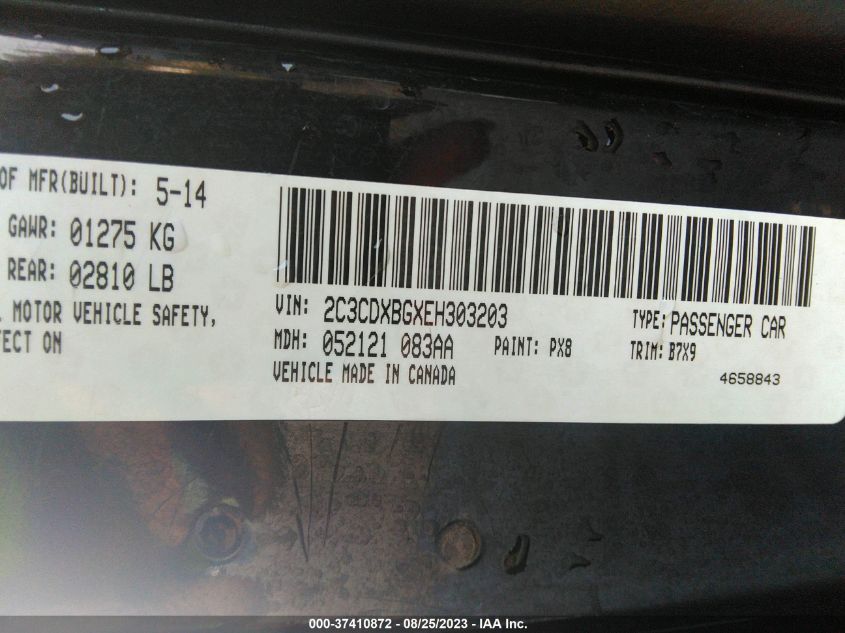 OF MFR(BUILT): 5-14
GAWR: 01275 KG
REAR: 02810 LB
MOTOR VEHICLE SAFETY,
ON
VIN: 2C3CDXBGXEH303203
TYPE: PASSENGER CAR
MDH: 052121 083AA
PAINT: PX8
TRIM: B7X9
VEHICLE MADE IN CANADA
4658843
000-37410872 - 08/25/2023 - IAA Inc.